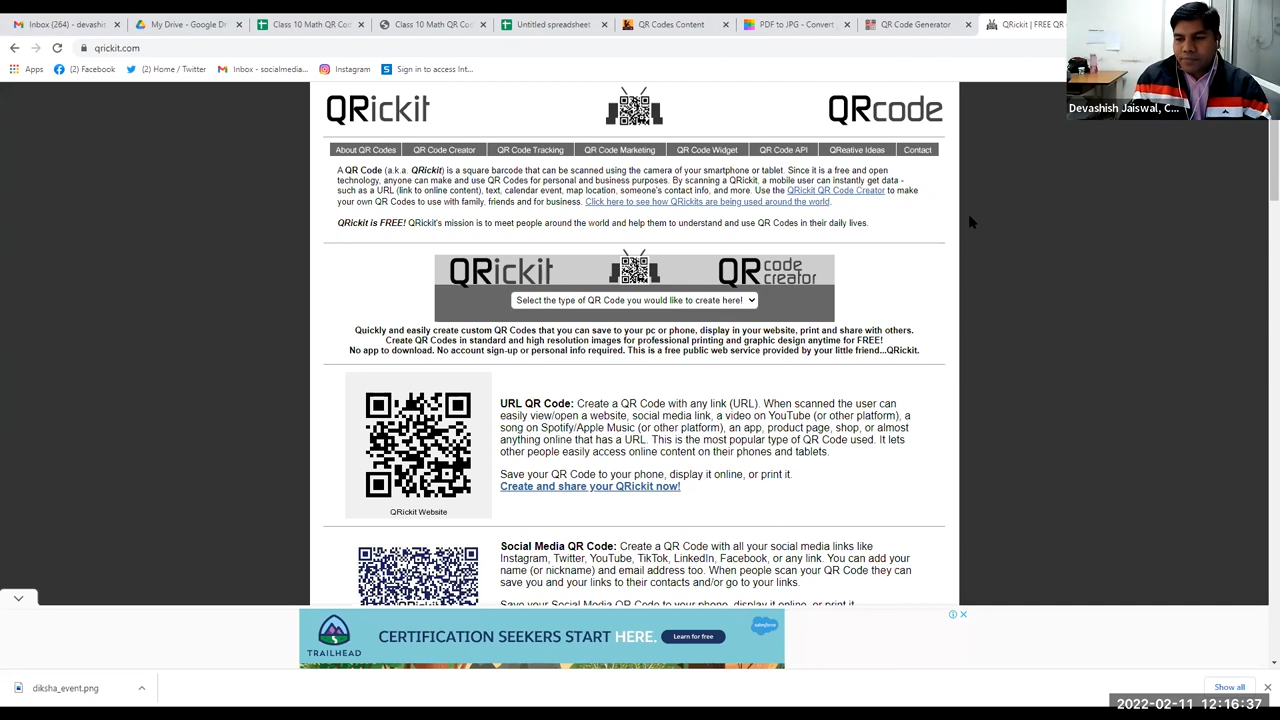 Inbox (264) - devashi
My Drive - Google Dr
Class 10 Math QR Coc
Class 10 Math QR Co
Untitled spreadsheet
QR Codes Content
PDF to JPG - Convert
QR Code Generator
QRickit | FREE QR
qrickit.com
Apps
(2) Facebook
(2) Home / Twitter
Inbox - socialmedia...
Instagram
Sign in to access Int...
Devashish Jaiswal, C...
QRickit
QRcode
About QR Codes
QR Code Creator
QR Code Tracking
QR Code Marketing
QR Code Widget
QR Code API
QReative Ideas
Contact
A QR Code (a.k.a. QRickit) is a square barcode that can be scanned using the camera of your smartphone or tablet. Since it is a free and open
technology, anyone can make and use QR Codes for personal and business purposes. By scanning a QRickit, a mobile user can instantly get data -
such as a URL (link to online content), text, calendar event, map location, someone's contact info, and more. Use the QRickit QR Code Creator to make
your own QR Codes to use with family, friends and for business. Click here to see how QRickits are being used around the world.
QRickit is FREE! QRickit's mission is to meet people around the world and help them to understand and use QR Codes in their daily lives.
QRickit
QR code creator
Select the type of QR Code you would like to create here!
Quickly and easily create custom QR Codes that you can save to your pc or phone, display in your website, print and share with others.
Create QR Codes in standard and high resolution images for professional printing and graphic design anytime for FREE!
No app to download. No account sign-up or personal info required. This is a free public web service provided by your little friend...QRickit.
URL QR Code: Create a QR Code with any link (URL). When scanned the user can
easily view/open a website, social media link, a video on YouTube (or other platform), a
song on Spotify/Apple Music (or other platform), an app, product page, shop, or almost
anything online that has a URL. This is the most popular type of QR Code used. It lets
other people easily access online content on their phones and tablets.
Save your QR Code to your phone, display it online, or print it.
Create and share your QRickit now!
QRickit Website
Social Media QR Code: Create a QR Code with all your social media links like
Instagram, Twitter, YouTube, TikTok, LinkedIn, Facebook, or any link. You can add your
name (or nickname) and email address too. When people scan your QR Code they can
save you and your links to their contacts and/or go to your links.
Save your Social Media QR Code to your phone, display it online, or print it.
TRAILHEAD
CERTIFICATION SEEKERS START HERE.
Learn for free
salesforce
diksha_event.png
Show all
2022-02-11 12:16:37